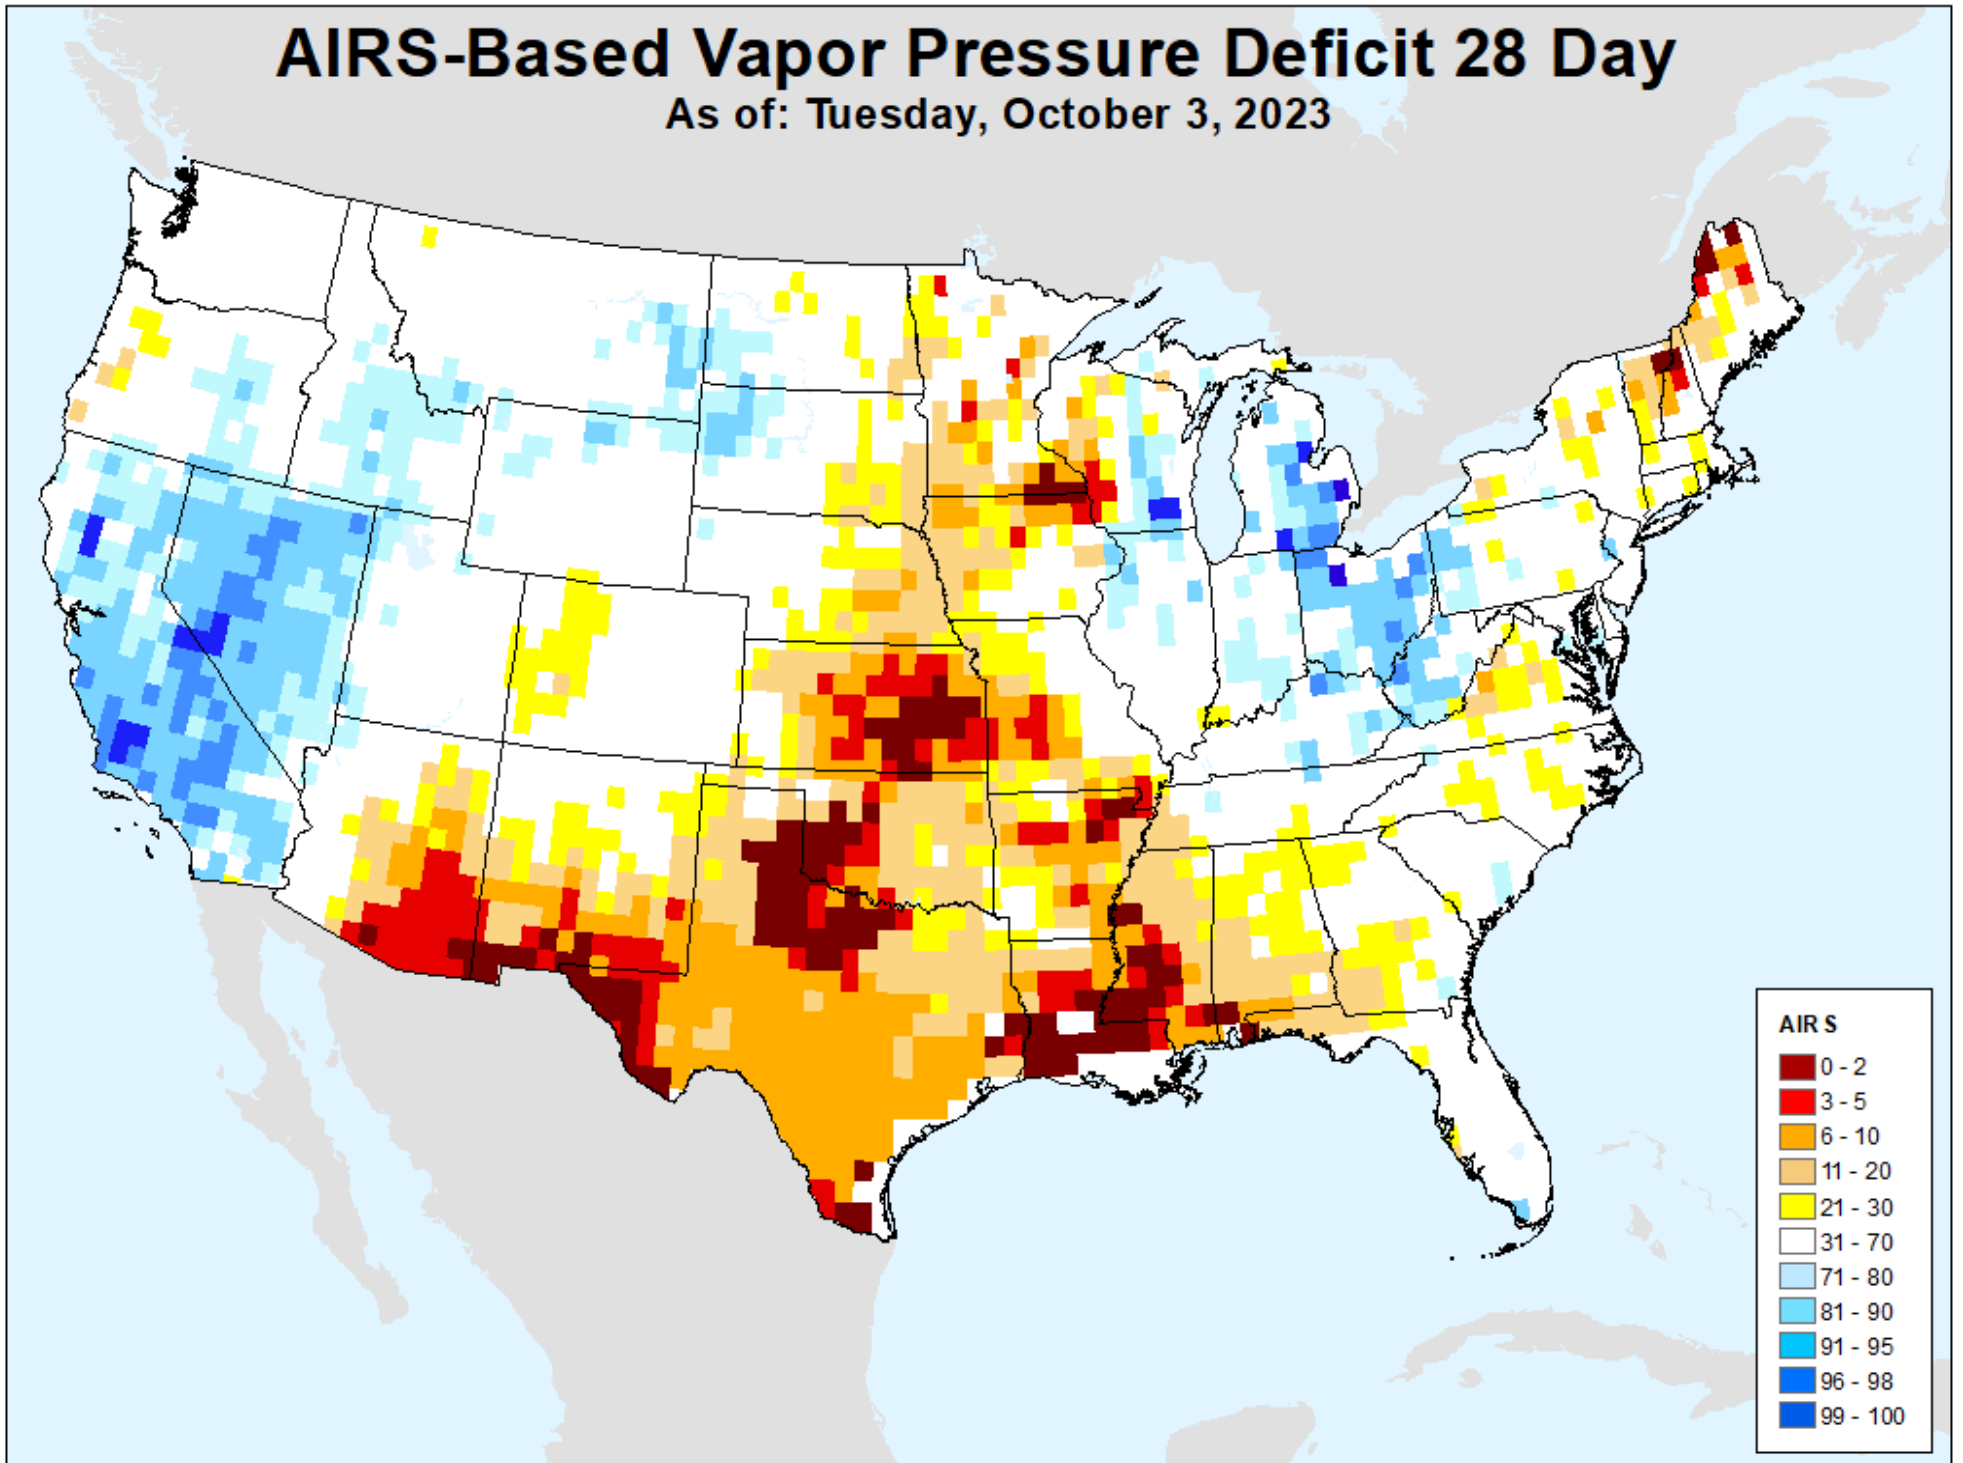 AIRS-Based Vapor Pressure Deficit 28 Day
As of: Tuesday, October 3, 2023
AIRS
0 - 2
3 - 5
6 - 10
11 - 20
21 - 30
31 - 70
71 - 80
81 - 90
91 - 95
96 - 98
99 - 100